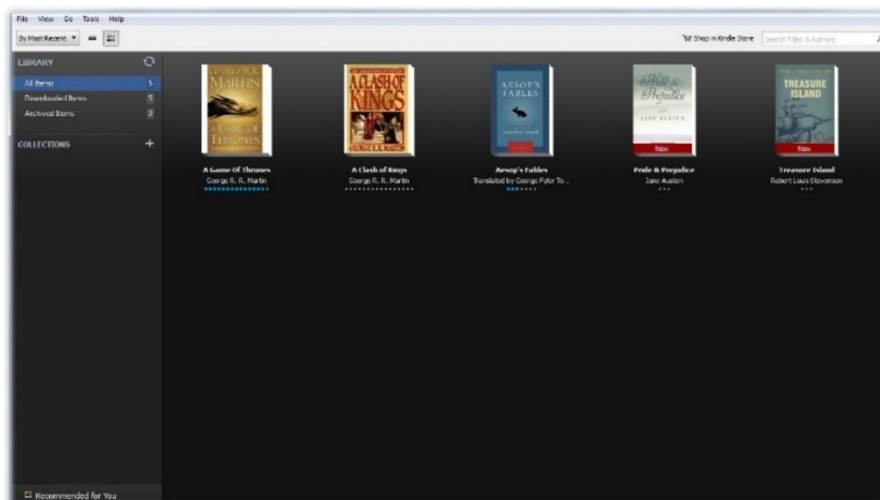 File View Go Tools Help
By Most Recent
Shop in Kindle Store
Search Titles & Authors
LIBRARY
All Items 5
Downloaded Items 5
Archived Items 0
COLLECTIONS
GEORGE R.R.
MARTIN
A GAME OF
THRONES
A CLASH OF
KINGS
GEORGE R. R. MARTIN
AESOP'S
FABLES
Pride &
Prejudice
JANE AUSTEN
New
TREASURE
ISLAND
New
A Game Of Thrones
George R. R. Martin
A Clash of Kings
George R. R. Martin
Aesop's Fables
Translated by George Fyler To...
Pride & Prejudice
Jane Austen
Treasure Island
Robert Louis Stevenson
Recommended for You